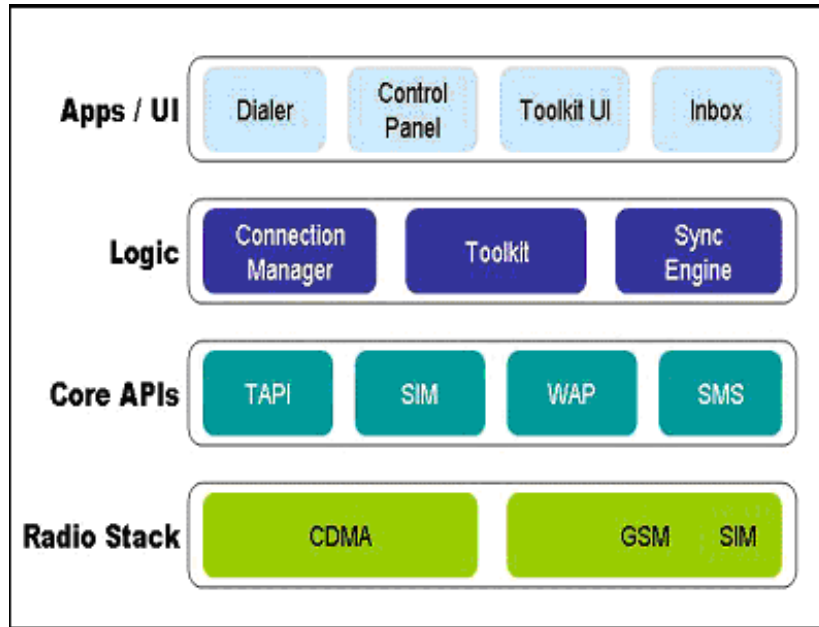 Apps / UI
Dialer
Control
Panel
Toolkit UI
Inbox
Logic
Connection
Manager
Toolkit
Sync
Engine
Core APIs
TAPI
SIM
WAP
SMS
Radio Stack
CDMA
GSM SIM